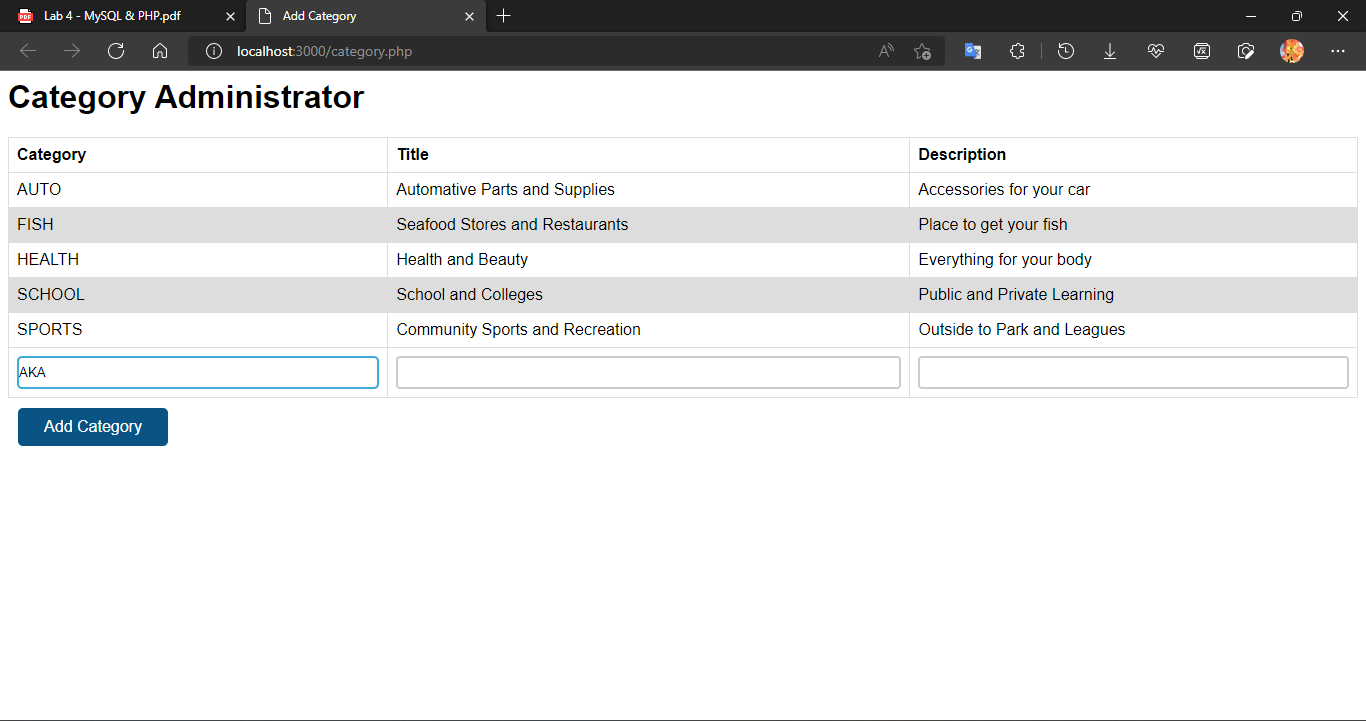 Lab 4 - MySQL & PHP.pdf
Add Category
localhost:3000/category.php
Category Administrator
Category Title Description
AUTO Automative Parts and Supplies Accessories for your car
FISH Seafood Stores and Restaurants Place to get your fish
HEALTH Health and Beauty Everything for your body
SCHOOL School and Colleges Public and Private Learning
SPORTS Community Sports and Recreation Outside to Park and Leagues
AKA
Add Category